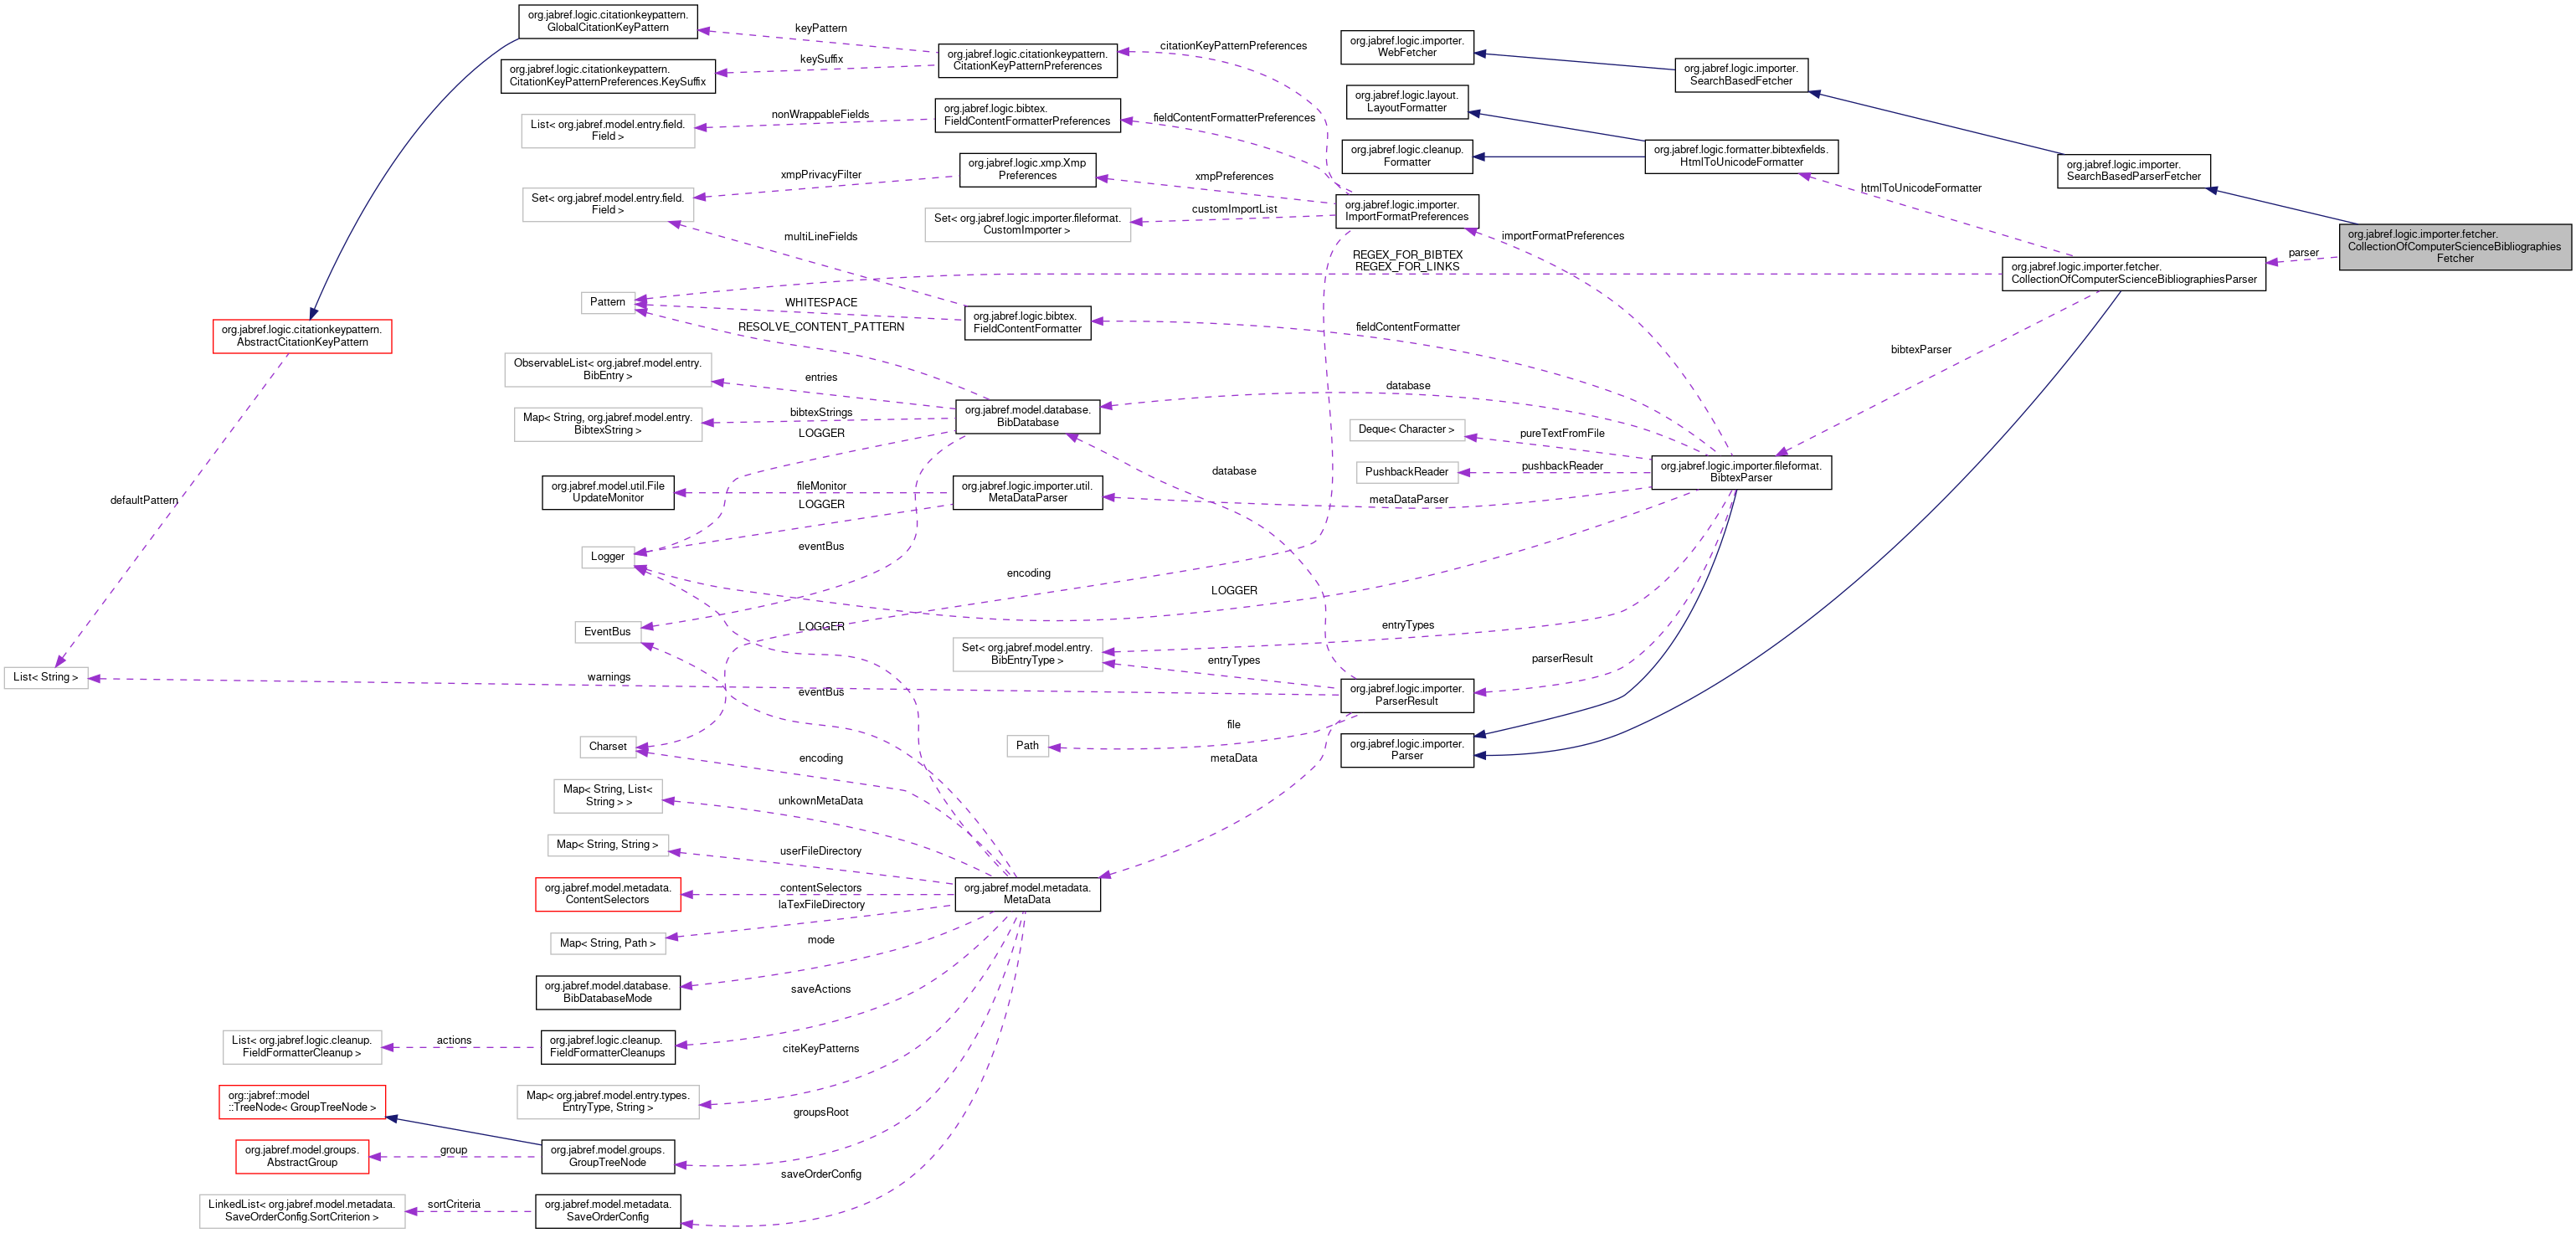 org.jabref.logic.citationkeypattern.
GlobalCitationKeyPattern
keyPattern
citationKeyPatternPreferences
org.jabref.logic.importer.
WebFetcher
org.jabref.logic.citationkeypattern.
CitationKeyPatternPreferences
keySuffix
org.jabref.logic.citationkeypattern.
CitationKeyPatternPreferences.KeySuffix
org.jabref.logic.importer.
SearchBasedFetcher
org.jabref.logic.layout.
LayoutFormatter
org.jabref.logic.bibtex.
FieldContentFormatterPreferences
nonWrappableFields
fieldContentFormatterPreferences
List< org.jabref.model.entry.field.
Field >
org.jabref.logic.cleanup.
Formatter
org.jabref.logic.formatter.bibtexfields.
HtmlToUnicodeFormatter
org.jabref.logic.xmp.Xmp
Preferences
xmpPrivacyFilter
xmpPreferences
org.jabref.logic.importer.
SearchBasedParserFetcher
htmlToUnicodeFormatter
Set< org.jabref.model.entry.field.
Field >
customImportList
org.jabref.logic.importer.
ImportFormatPreferences
Set< org.jabref.logic.importer.fileformat.
CustomImporter >
multiLineFields
importFormatPreferences
org.jabref.logic.importer.fetcher.
CollectionOfComputerScienceBibliographies
Fetcher
parser
REGEX_FOR_BIBTEX
REGEX_FOR_LINKS
org.jabref.logic.importer.fetcher.
CollectionOfComputerScienceBibliographiesParser
Pattern
WHITESPACE
org.jabref.logic.bibtex.
FieldContentFormatter
RESOLVE_CONTENT_PATTERN
fieldContentFormatter
org.jabref.logic.citationkeypattern.
AbstractCitationKeyPattern
bibtexParser
ObservableList< org.jabref.model.entry.
BibEntry >
entries
database
org.jabref.model.database.
BibDatabase
bibtexStrings
Map< String, org.jabref.model.entry.
BibtexString >
LOGGER
Deque< Character >
pureTextFromFile
PushbackReader
pushbackReader
org.jabref.logic.importer.fileformat.
BibtexParser
database
org.jabref.model.util.File
UpdateMonitor
fileMonitor
org.jabref.logic.importer.util.
MetaDataParser
metaDataParser
LOGGER
defaultPattern
Logger
eventBus
encoding
LOGGER
EventBus
LOGGER
entryTypes
Set< org.jabref.model.entry.
BibEntryType >
entryTypes
parserResult
List< String >
warnings
eventBus
org.jabref.logic.importer.
ParserResult
file
Path
Charset
encoding
metaData
org.jabref.logic.importer.
Parser
Map< String, List<
String > >
unkownMetaData
Map< String, String >
userFileDirectory
org.jabref.model.metadata.
ContentSelectors
contentSelectors
org.jabref.model.metadata.
MetaData
laTexFileDirectory
Map< String, Path >
mode
org.jabref.model.database.
BibDatabaseMode
saveActions
List< org.jabref.logic.cleanup.
FieldFormatterCleanup >
actions
org.jabref.logic.cleanup.
FieldFormatterCleanups
citeKeyPatterns
Map< org.jabref.model.entry.types.
EntryType, String >
org::jabref::model
::TreeNode< GroupTreeNode >
groupsRoot
org.jabref.model.groups.
AbstractGroup
group
org.jabref.model.groups.
GroupTreeNode
saveOrderConfig
LinkedList< org.jabref.model.metadata.
SaveOrderConfig.SortCriterion >
sortCriteria
org.jabref.model.metadata.
SaveOrderConfig